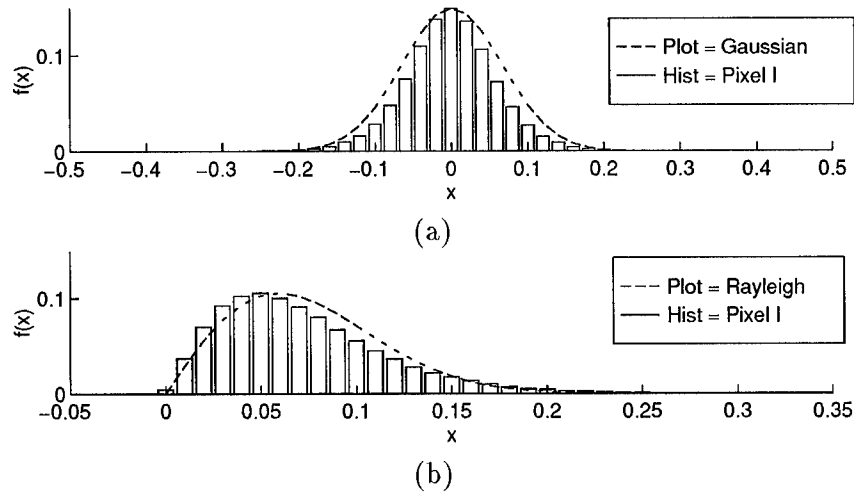 0.1
0
f(x)
Plot = Gaussian
Hist = Pixel I
−0.5 −0.4 −0.3 −0.2 −0.1 0 0.1 0.2 0.3 0.4 0.5
x
(a)
0.1
0
f(x)
Plot = Rayleigh
Hist = Pixel I
−0.05 0 0.05 0.1 0.15 0.2 0.25 0.3 0.35
x
(b)